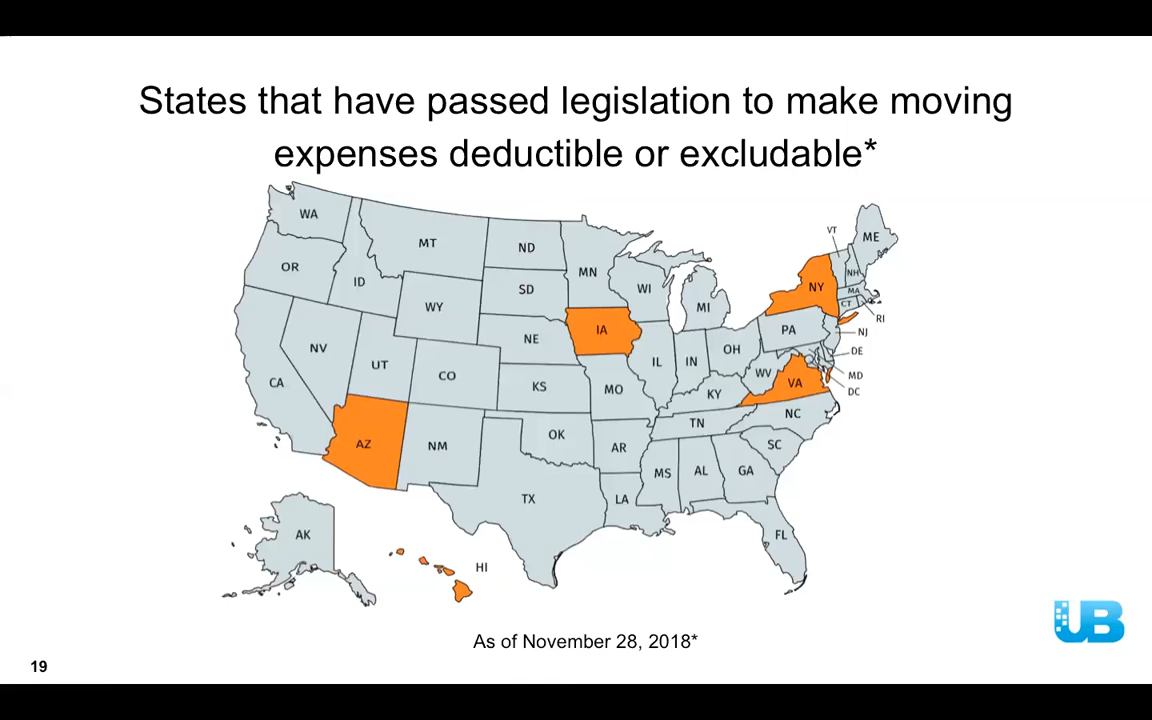 States that have passed legislation to make moving
expenses deductible or excludable*
WA
MT
ND
MN
VT
ME
OR
ID
SD
WI
NY
NH
MA
CT
WY
MI
RI
NV
UT
NE
IA
PA
NJ
CA
CO
KS
IL
IN
OH
DE
MO
WV
VA
MD
DC
KY
AZ
NM
OK
AR
TN
NC
SC
TX
LA
MS
AL
GA
AK
HI
FL
As of November 28, 2018*
UB
19